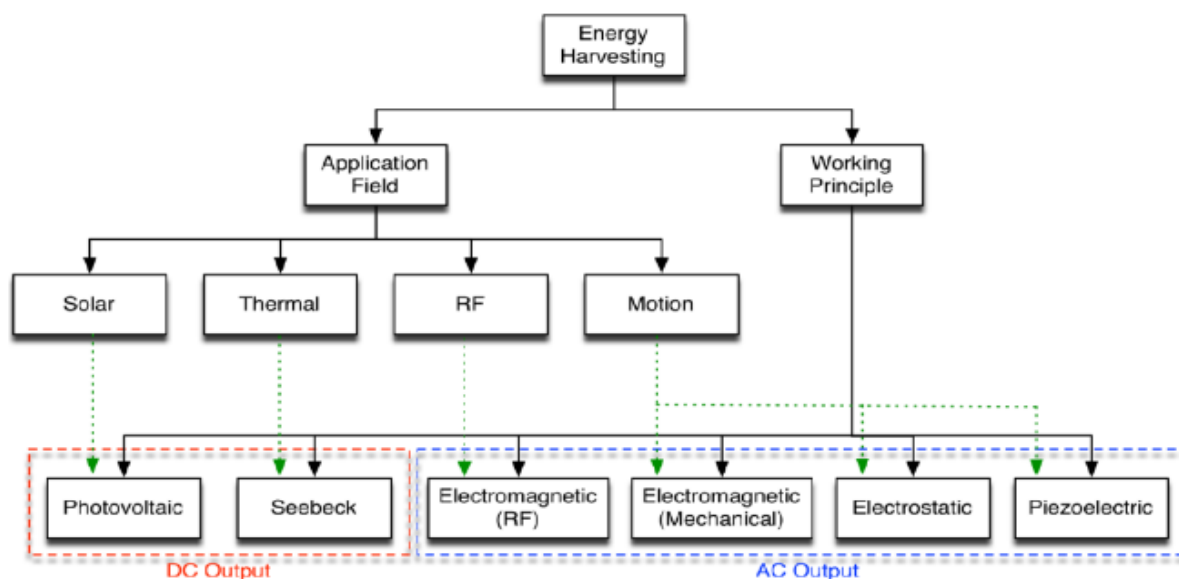 Energy
Harvesting
Application
Field
Working
Principle
Solar
Thermal
RF
Motion
Photovoltaic
Seebeck
Electromagnetic
(RF)
Electromagnetic
(Mechanical)
Electrostatic
Piezoelectric
DC Output
AC Output